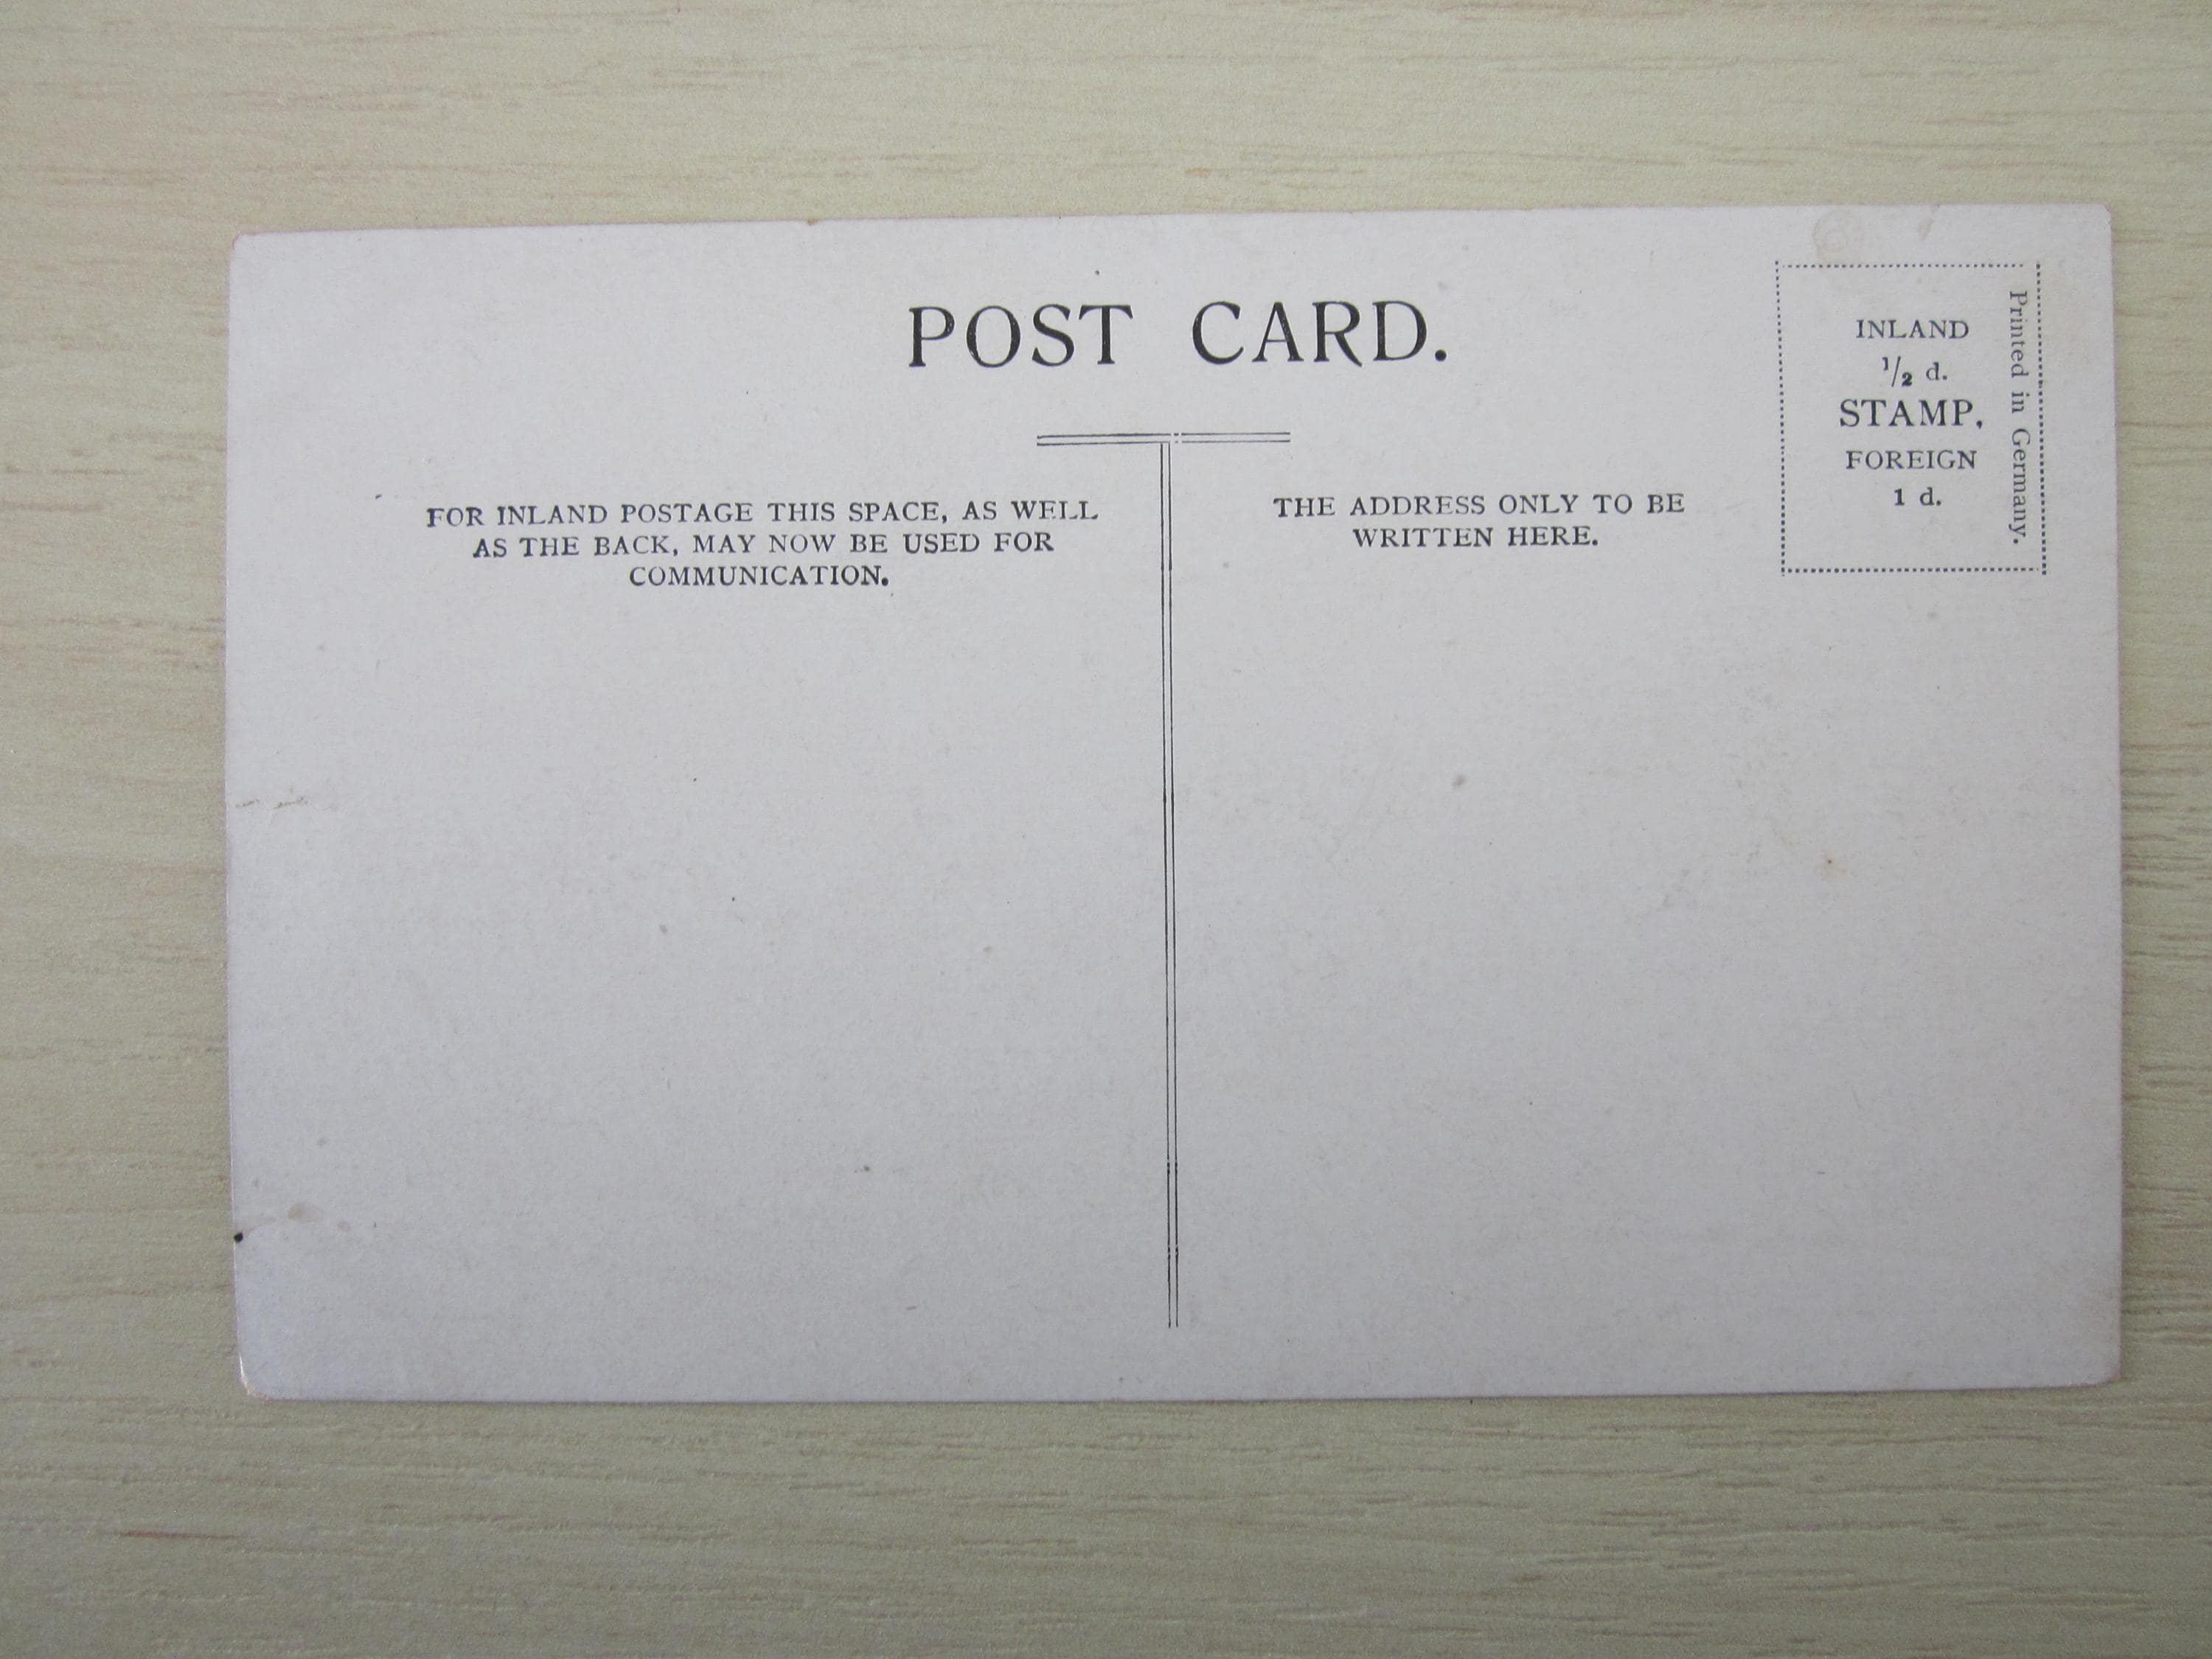 POST CARD.
FOR INLAND POSTAGE THIS SPACE, AS WELL
AS THE BACK, MAY NOW BE USED FOR
COMMUNICATION.
THE ADDRESS ONLY TO BE
WRITTEN HERE.
INLAND
1/2 d.
STAMP.
FOREIGN
1 d.
Printed in Germany.